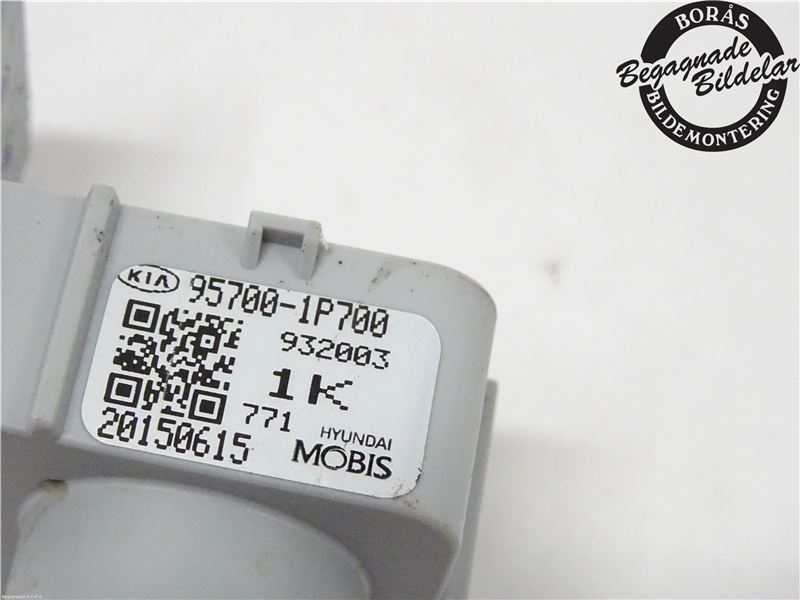 BORÅS
Begagnade
Bildelar
BILDEMONTERING
KIA 95700-1P700
932003
1K
771
20150615
HYUNDAI
MOBIS